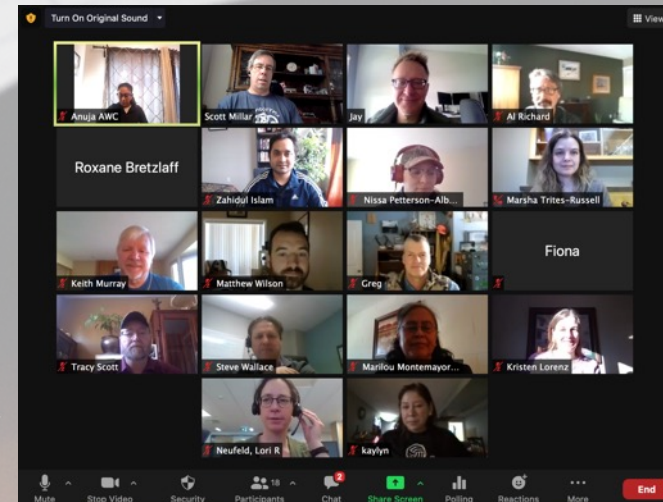 Turn On Original Sound
View
Anuja AWC
Scott Millar
Jay
Al Richard
Roxane Bretzlaff
Zahidul Islam
Nissa Petterson-Alb...
Marsha Trites-Russell
Keith Murray
Matthew Wilson
Greg
Fiona
Tracy Scott
Steve Wallace
Marilou Montemayor...
Kristen Lorenz
Neufeld, Lori R
kaylyn
Mute
Stop Video
Security
Participants
18
Chat
2
Share Screen
Polling
Reactions
More
End